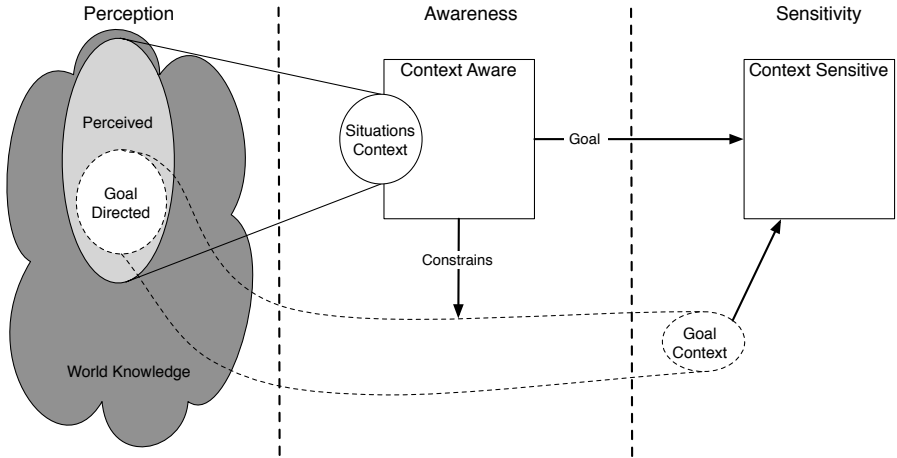 Perception
Awareness
Sensitivity
Context Aware
Context Sensitive
Perceived
Situations
Context
Goal
Goal
Directed
Constrains
Goal
Context
World Knowledge